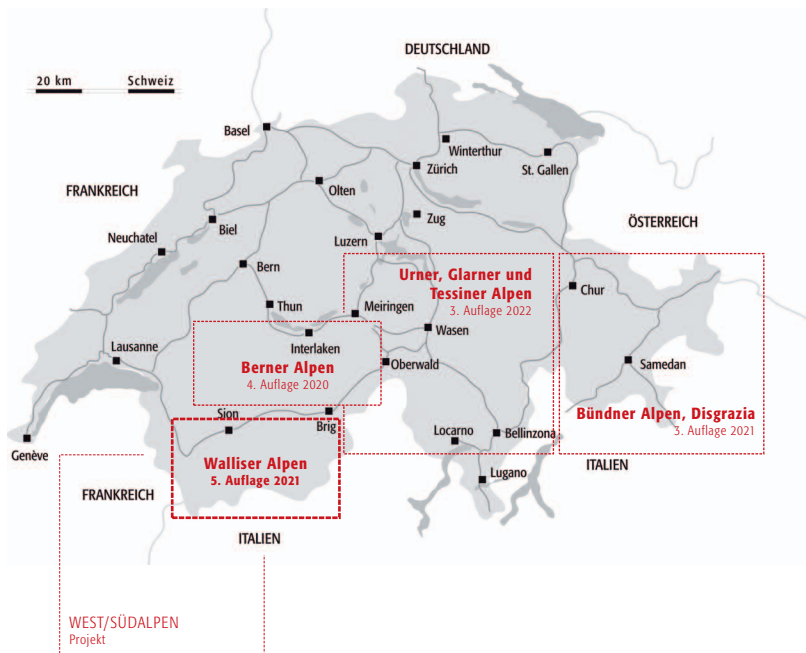 DEUTSCHLAND
20 km Schweiz
Basel
Winterthur
Zürich
St. Gallen
FRANKREICH
Olten
Zug
ÖSTERREICH
Biel
Neuchatel
Luzern
Bern
Urner, Glarner und
Tessiner Alpen
3. Auflage 2022
Chur
Thun
Meiringen
Wasen
Lausanne
Interlaken
Oberwald
Samedan
Berner Alpen
4. Auflage 2020
Sion
Brig
Bündner Alpen, Disgrazia
3. Auflage 2021
Locarno
Bellinzona
Genève
Walliser Alpen
5. Auflage 2021
Lugano
ITALIEN
FRANKREICH
ITALIEN
WEST/SÜDALPEN
Projekt